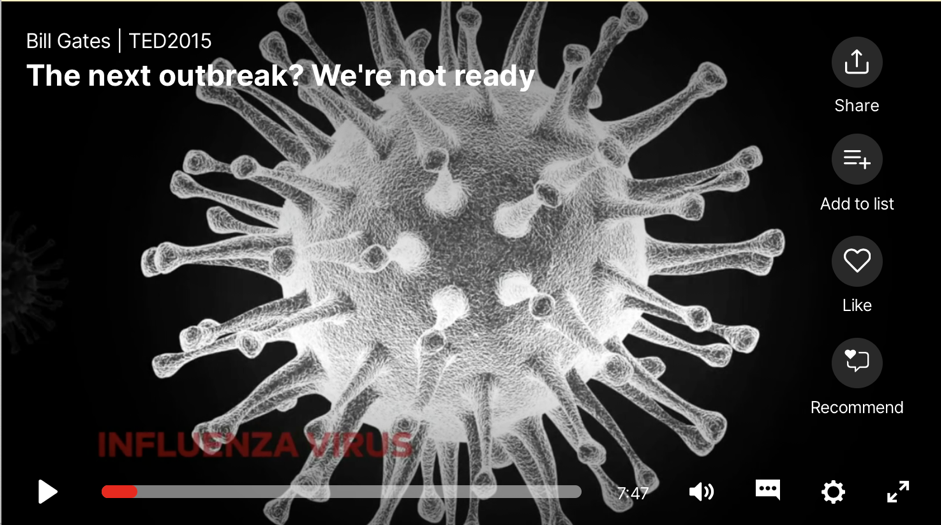 Bill Gates | TED2015
The next outbreak? We're not ready
Share
Add to list
Like
Recommend
INFLUENZA VIRUS
7:47